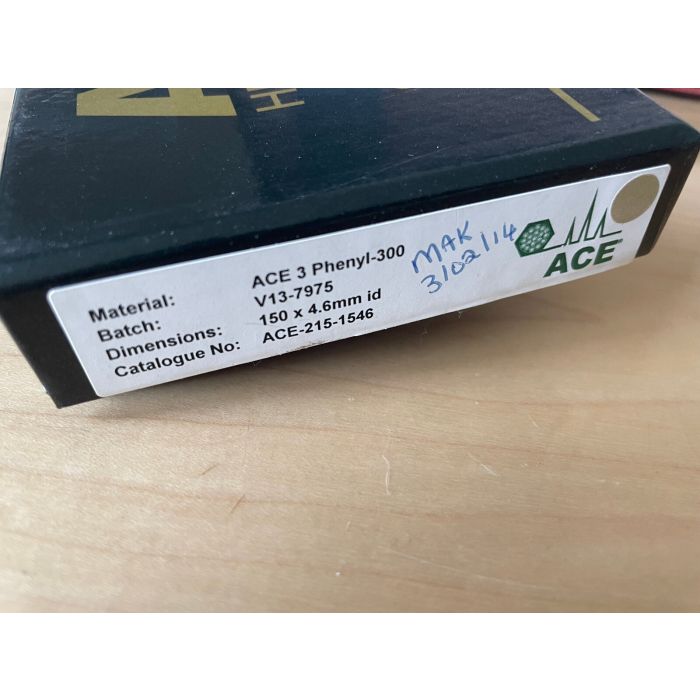 A
H
Material: ACE 3 Phenyl-300
Batch: V13-7975
Dimensions: 150 x 4.6mm id
Catalogue No: ACE-215-1546
MAK
3/02/14
ACE